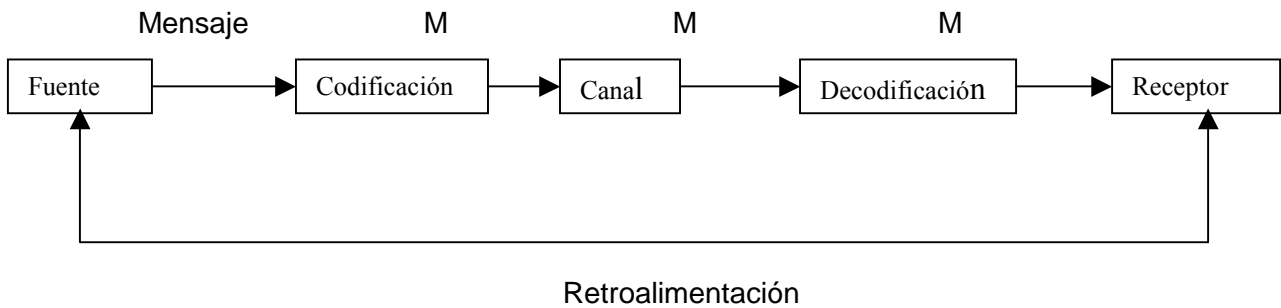 Mensaje M M M
Fuente Codificación Canal Decodificación Receptor
Retroalimentación